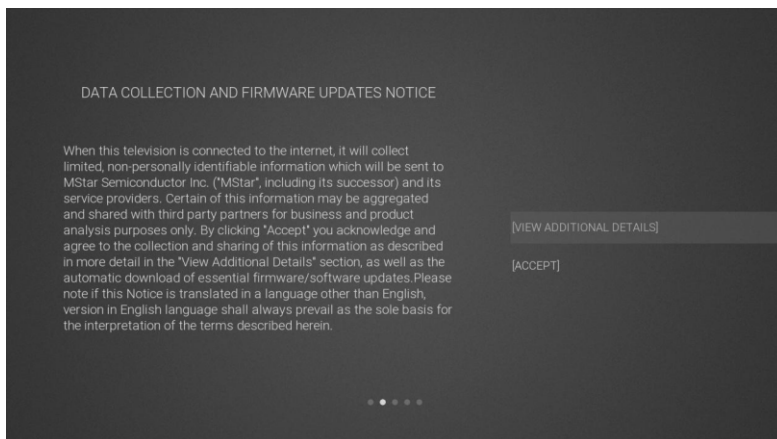 DATA COLLECTION AND FIRMWARE UPDATES NOTICE
When this television is connected to the internet, it will collect
limited, non-personally identifiable information which will be sent to
MStar Semiconductor Inc. ("MStar", including its successor) and its
service providers. Certain of this information may be aggregated
and shared with third party partners for business and product
analysis purposes only. By clicking "Accept" you acknowledge and
agree to the collection and sharing of this information as described
in more detail in the "View Additional Details" section, as well as the
automatic download of essential firmware/software updates.Please
note if this Notice is translated in a language other than English,
version in English language shall always prevail as the sole basis for
the interpretation of the terms described herein.
[VIEW ADDITIONAL DETAILS]
[ACCEPT]